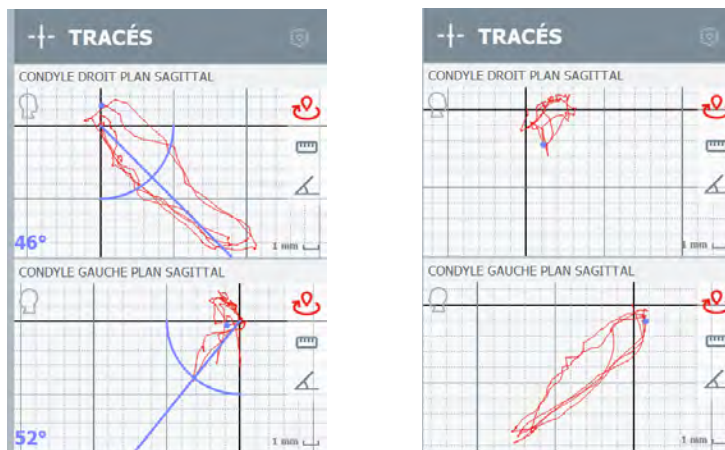 TRACÉS
CONDYLE DROIT PLAN SAGITTAL
46°
1 mm
CONDYLE GAUCHE PLAN SAGITTAL
52°
1 mm
TRACÉS
CONDYLE DROIT PLAN SAGITTAL
1 mm
CONDYLE GAUCHE PLAN SAGITTAL
1 mm